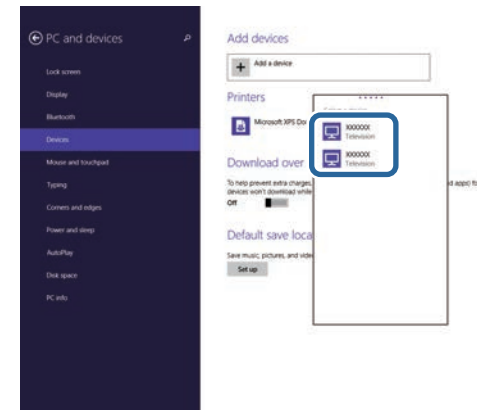 PC and devices
Lock screen
Display
Bluetooth
Devices
Mouse and touchpad
Typing
Corners and edges
Power and sleep
AutoPlay
Disk space
PC info
Add devices
Add a device
Printers
Microsoft XPS Do
Download over
To help prevent extra charges,
devices won't download while
Off
Default save loca
Save music, pictures, and vide
Set up
XXXXXX
Television
XXXXXX
Television